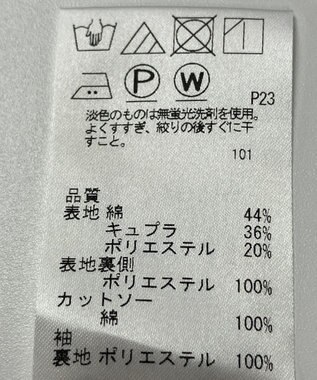 P W P23
淡色のものは無蛍光洗剤を使用。
よくすすぎ、絞りの後すぐに干
すこと。
101
品質
表地 綿 44%
キュプラ 36%
ポリエステル 20%
表地裏側
ポリエステル 100%
カットソー
綿 100%
袖
裏地 ポリエステル 100%